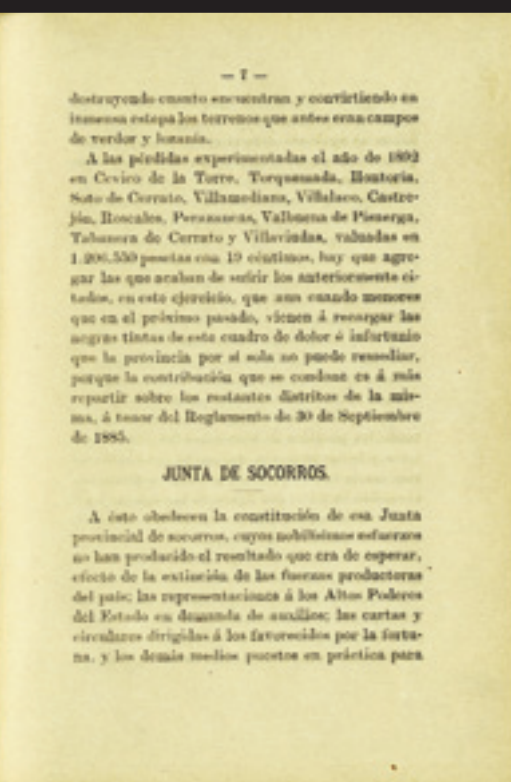 — 7 —
destruyendo cuanto encuentran y convirtiendo en
inmensa estepa los terrenos que antes eran campos
de verdor y lozanía.
A las pérdidas experimentadas el año de 1892
en Cevico de la Torre, Torquemada, Hontoria,
Soto de Cerrato, Villamediana, Villalaco, Castre-
jón, Roscales, Valbuena de Pisuerga,
Tabanera de Cerrato y Villaviudas, valuadas en
pesetas con 19 céntimos, hay que agre-
gar las que acaban de sufrir los anteriormente ci-
tados, en este ejercicio, que aun cuando menores
que en el próximo pasado, vienen á recargar las
negras tintas de este cuadro de dolor é infortunio
que la provincia por sí sola no puede remediar,
porque la contribución que se condone es á más
repartir sobre los restantes distritos de la mis-
ma, á tenor del Reglamento de 30 de Septiembre
de 1885.
JUNTA DE SOCORROS.
A ésto obedecen la constitución de esa Junta
provincial de socorros, cuyos nobilísimos esfuerzos
no han producido el resultado que era de esperar,
efecto de la extinción de las fuerzas productoras
del país; las representaciones á los Altos Poderes
del Estado en demanda de auxilios; las cartas y
circulares dirigidas á los favorecidos por la fortu-
na, y los demás medios puestos en práctica para